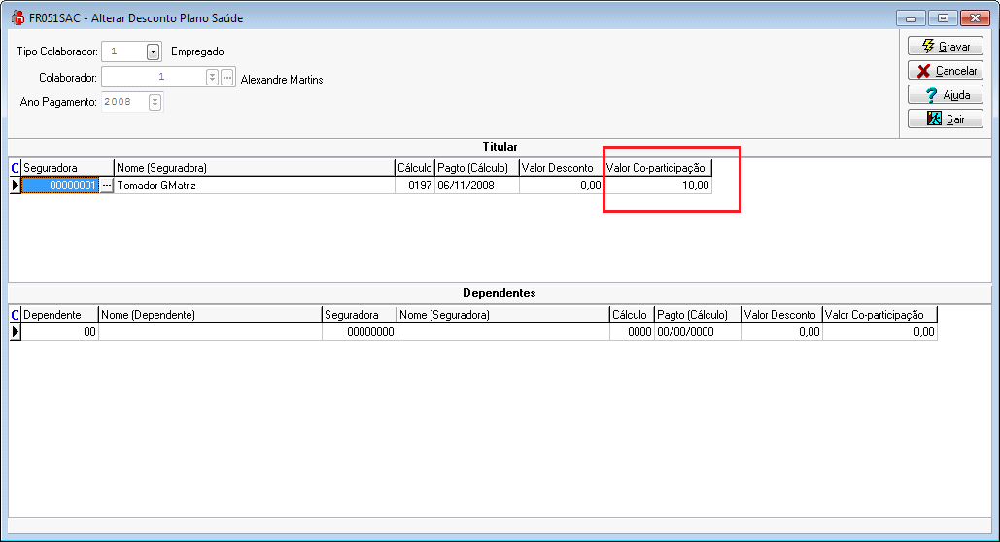 FR051SAC - Alterar Desconto Plano Saúde
Tipo Colaborador: 1 Empregado
Colaborador: 1 ... Alexandre Martins
Ano Pagamento: 2008
Gravar
Cancelar
Ajuda
Sair
Titular
C Seguradora Nome (Seguradora) Cálculo Pagto (Cálculo) Valor Desconto Valor Co-participação
00000001 ... Tomador GMatriz 0197 06/11/2008 0,00 10,00
Dependentes
C Dependente Nome (Dependente) Seguradora Nome (Seguradora) Cálculo Pagto (Cálculo) Valor Desconto Valor Co-participação
00 00000000 0000 00/00/0000 0,00 0,00